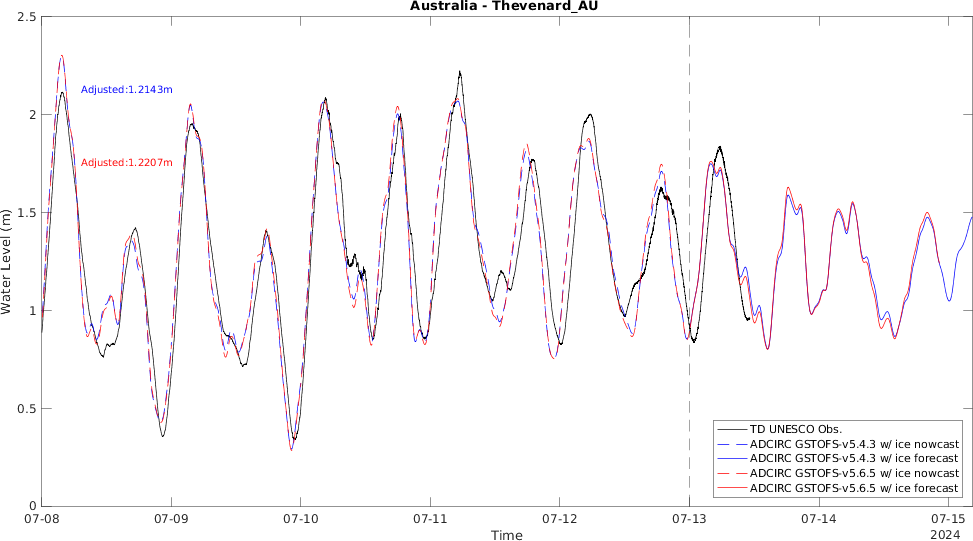 Australia - Thevenard_AU
2.5
2
1.5
1
0.5
0
Water Level (m)
Adjusted:1.2143m
Adjusted:1.2207m
TD UNESCO Obs.
ADCIRC GSTOFS-v5.4.3 w/ ice nowcast
ADCIRC GSTOFS-v5.4.3 w/ ice forecast
ADCIRC GSTOFS-v5.6.5 w/ ice nowcast
ADCIRC GSTOFS-v5.6.5 w/ ice forecast
07-08 07-09 07-10 07-11 07-12 07-13 07-14 07-15
Time
2024